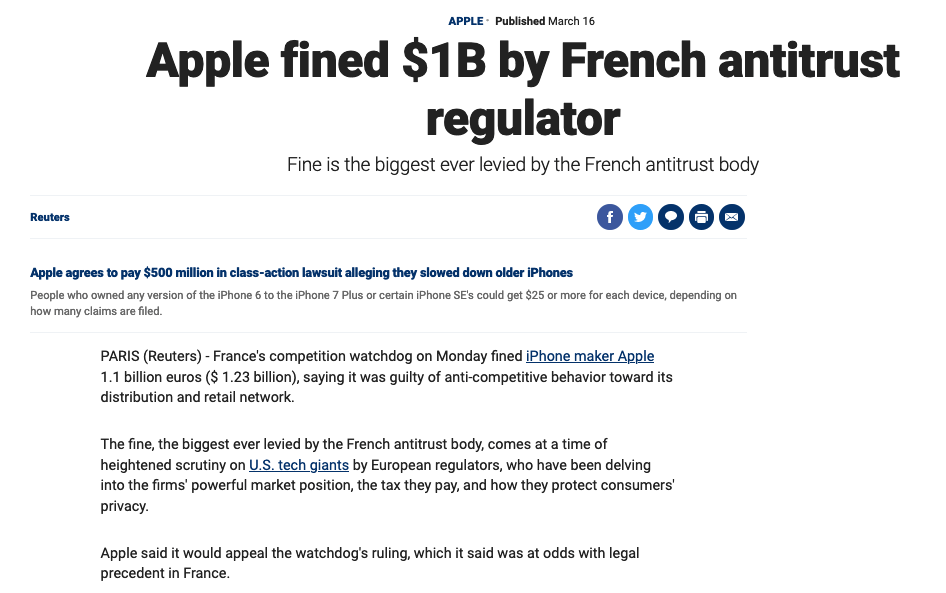 APPLE · Published March 16
Apple fined $1B by French antitrust
regulator
Fine is the biggest ever levied by the French antitrust body
Reuters
Apple agrees to pay $500 million in class-action lawsuit alleging they slowed down older iPhones
People who owned any version of the iPhone 6 to the iPhone 7 Plus or certain iPhone SE's could get $25 or more for each device, depending on
how many claims are filed.
PARIS (Reuters) - France's competition watchdog on Monday fined iPhone maker Apple
1.1 billion euros ($ 1.23 billion), saying it was guilty of anti-competitive behavior toward its
distribution and retail network.
The fine, the biggest ever levied by the French antitrust body, comes at a time of
heightened scrutiny on U.S. tech giants by European regulators, who have been delving
into the firms' powerful market position, the tax they pay, and how they protect consumers'
privacy.
Apple said it would appeal the watchdog's ruling, which it said was at odds with legal
precedent in France.